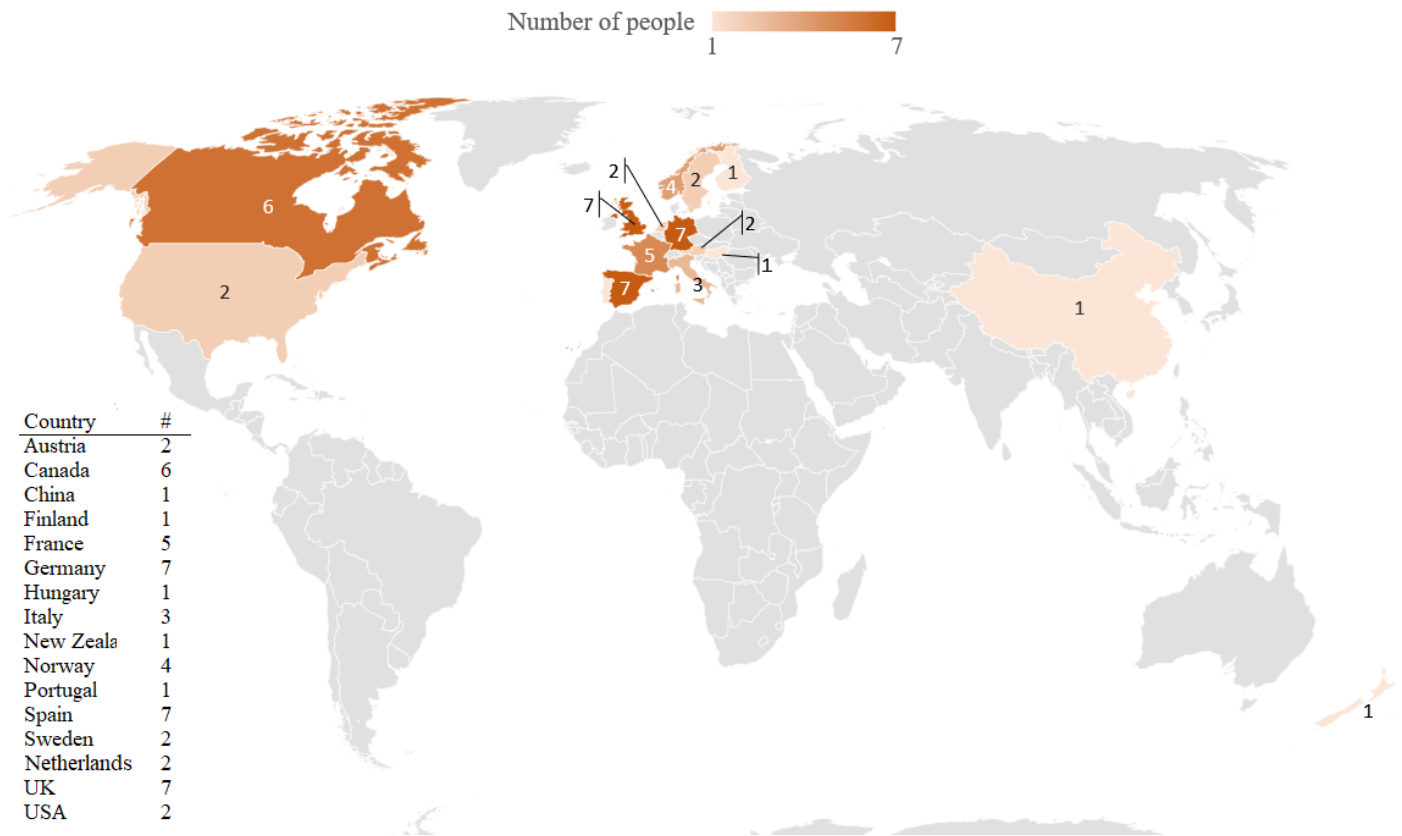 Number of people
1 7
6
2
2
7
4
2
1
7
5
7
3
2
1
1
1
Country #
Austria 2
Canada 6
China 1
Finland 1
France 5
Germany 7
Hungary 1
Italy 3
New Zeala 1
Norway 4
Portugal 1
Spain 7
Sweden 2
Netherlands 2
UK 7
USA 2